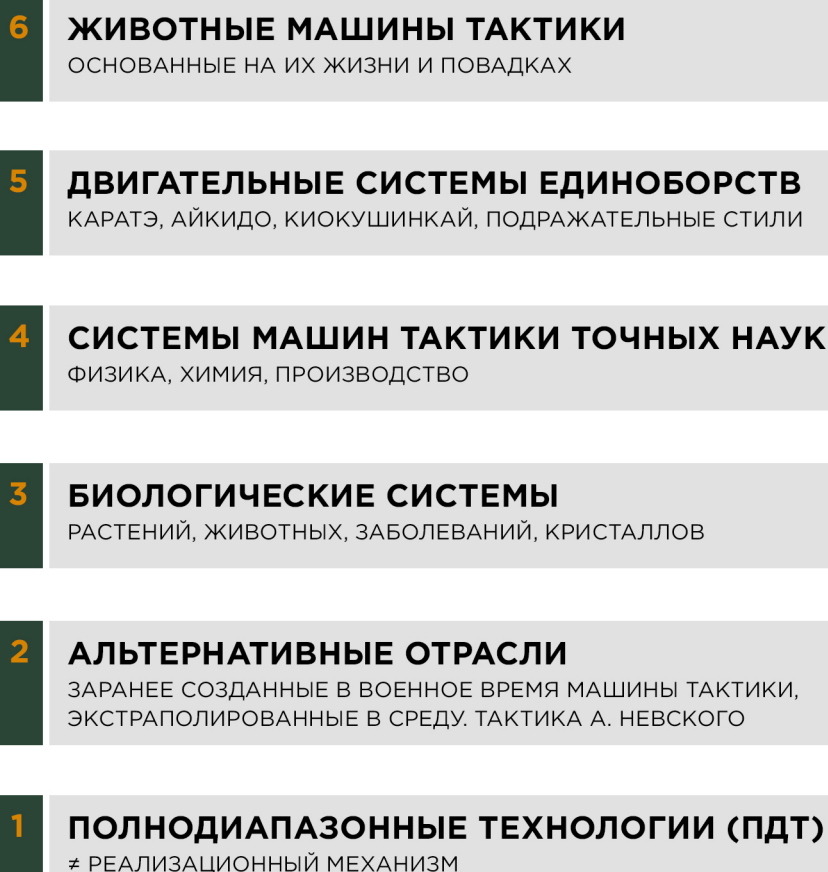 6
ЖИВОТНЫЕ МАШИНЫ ТАКТИКИ
ОСНОВАННЫЕ НА ИХ ЖИЗНИ И ПОВАДКАХ
5
ДВИГАТЕЛЬНЫЕ СИСТЕМЫ ЕДИНОБОРСТВ
КАРАТЭ, АЙКИДО, КИОКУШИНКАЙ, ПОДРАЖАТЕЛЬНЫЕ СТИЛИ
4
СИСТЕМЫ МАШИН ТАКТИКИ ТОЧНЫХ НАУК
ФИЗИКА, ХИМИЯ, ПРОИЗВОДСТВО
3
БИОЛОГИЧЕСКИЕ СИСТЕМЫ
РАСТЕНИЙ, ЖИВОТНЫХ, ЗАБОЛЕВАНИЙ, КРИСТАЛЛОВ
2
АЛЬТЕРНАТИВНЫЕ ОТРАСЛИ
ЗАРАНЕЕ СОЗДАННЫЕ В ВОЕННОЕ ВРЕМЯ МАШИНЫ ТАКТИКИ,
ЭКСТРАПОЛИРОВАННЫЕ В СРЕДУ. ТАКТИКА А. НЕВСКОГО
1
ПОЛНОДИАПАЗОННЫЕ ТЕХНОЛОГИИ (ПДТ)
≠ РЕАЛИЗАЦИОННЫЙ МЕХАНИЗМ